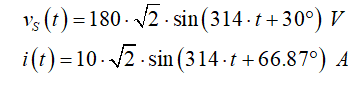 v_S(t)=180·√2·sin(314·t+30°) V
i(t)=10·√2·sin(314·t+66.87°) A